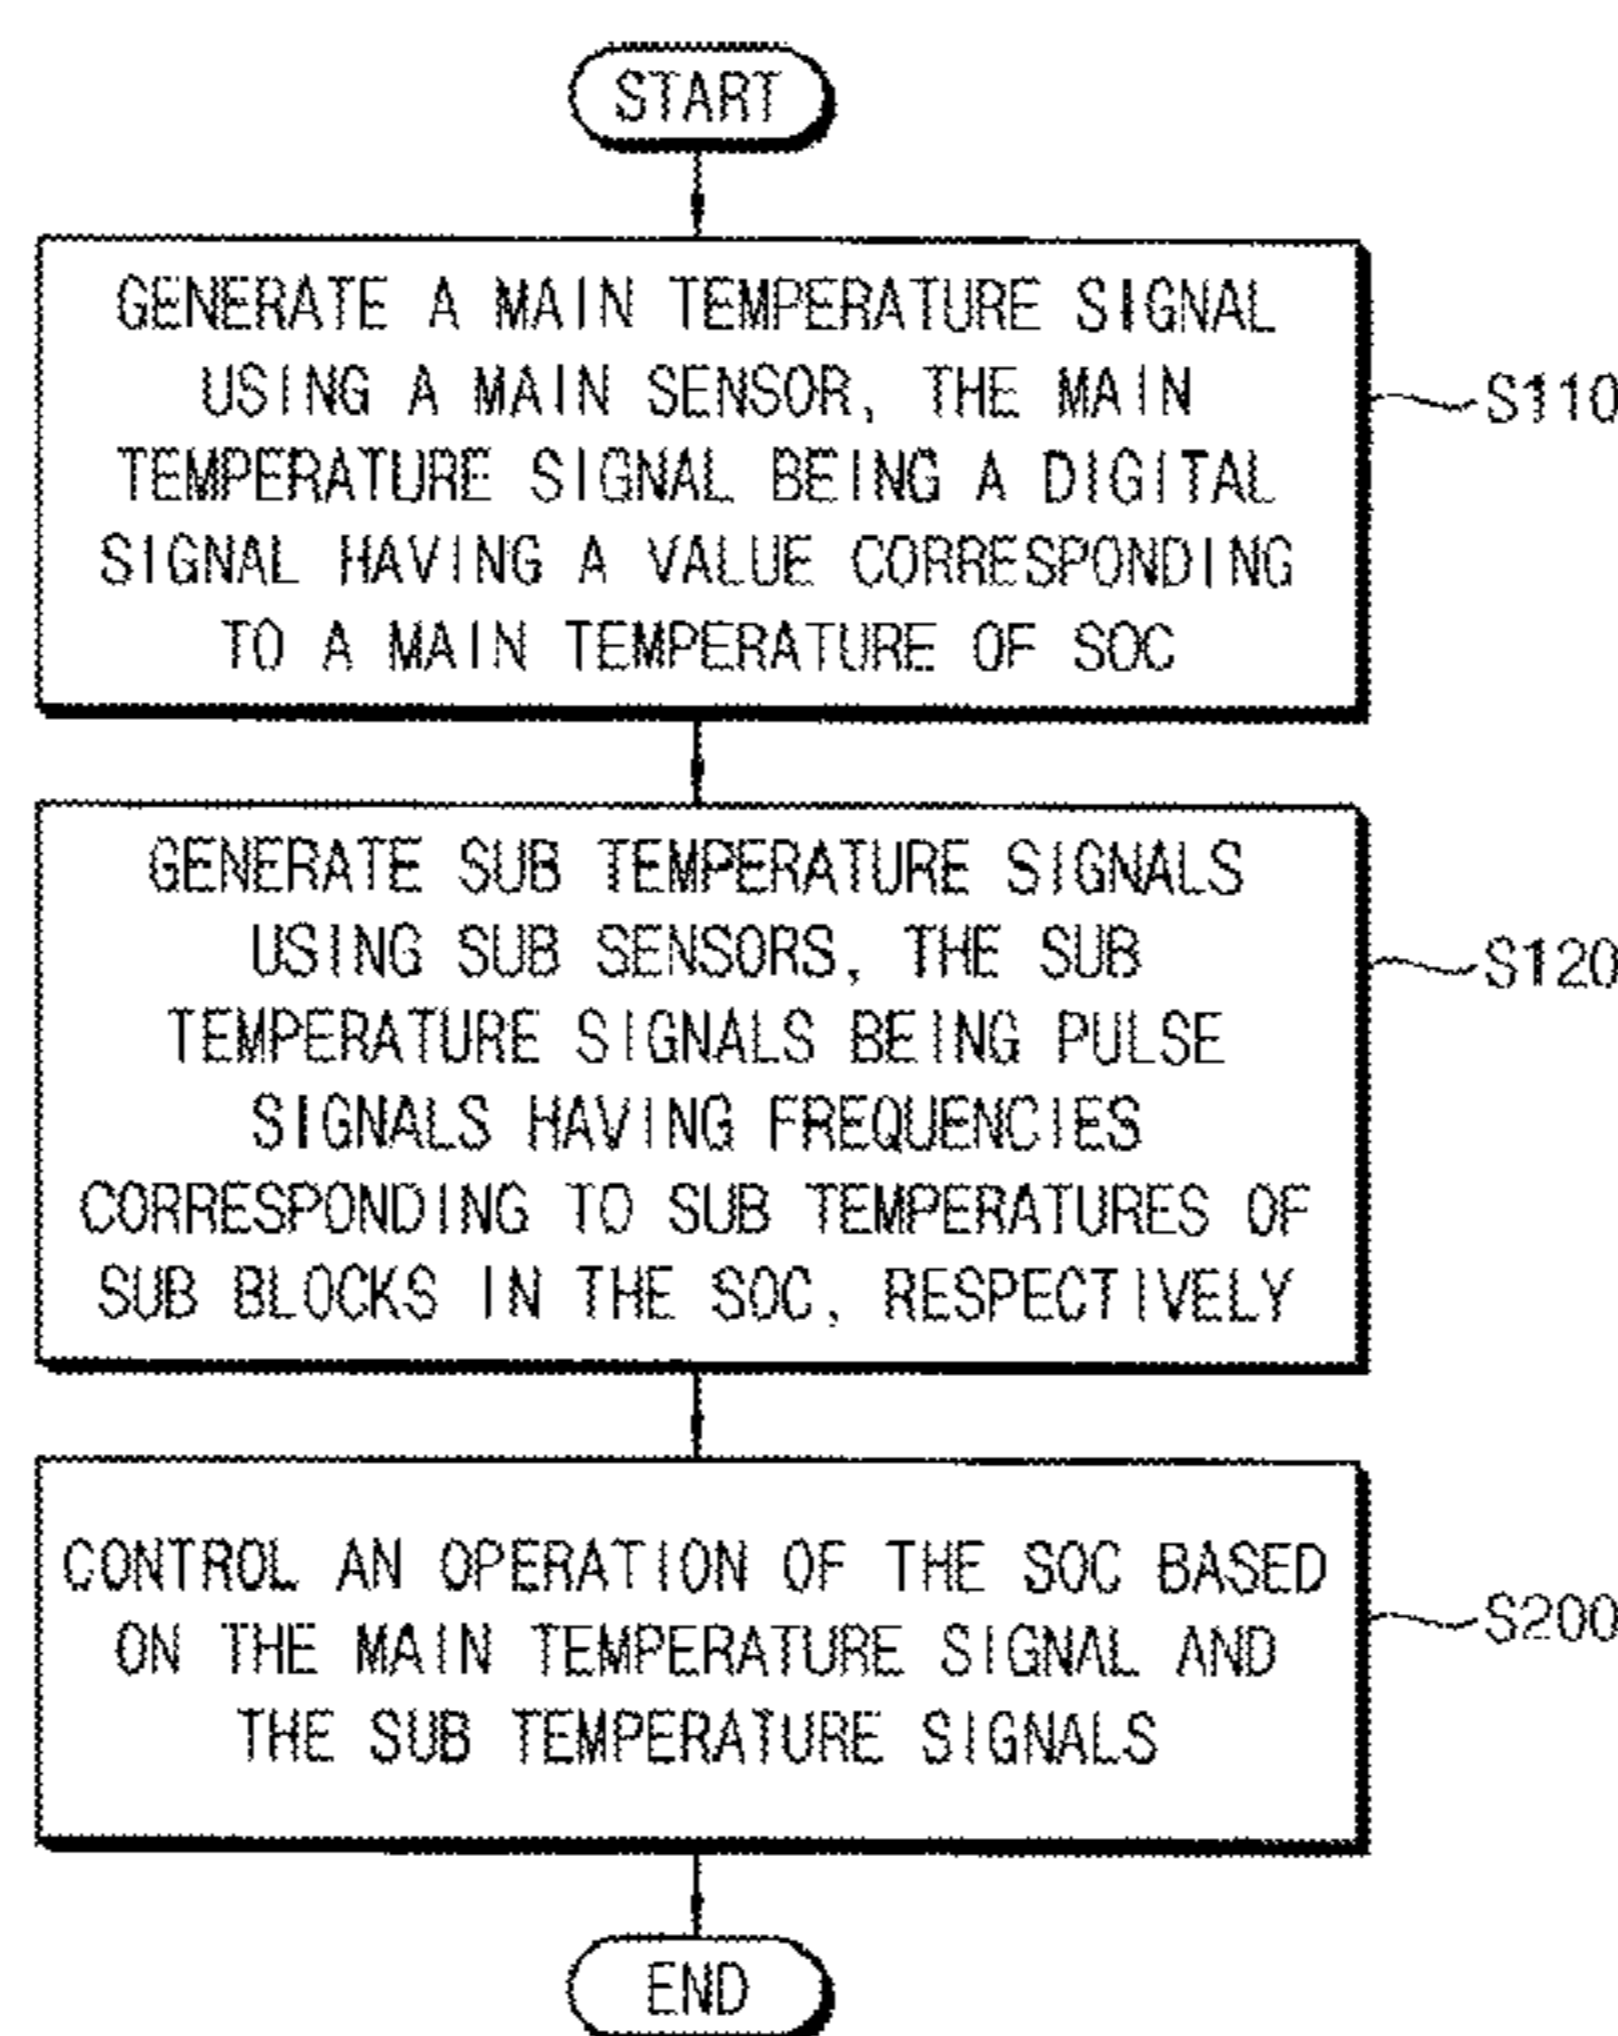 START
GENERATE A MAIN TEMPERATURE SIGNAL
USING A MAIN SENSOR, THE MAIN
TEMPERATURE SIGNAL BEING A DIGITAL
SIGNAL HAVING A VALUE CORRESPONDING
TO A MAIN TEMPERATURE OF SOC
S110
GENERATE SUB TEMPERATURE SIGNALS
USING SUB SENSORS, THE SUB
TEMPERATURE SIGNALS BEING PULSE
SIGNALS HAVING FREQUENCIES
CORRESPONDING TO SUB TEMPERATURES OF
SUB BLOCKS IN THE SOC, RESPECTIVELY
S120
CONTROL AN OPERATION OF THE SOC BASED
ON THE MAIN TEMPERATURE SIGNAL AND
THE SUB TEMPERATURE SIGNALS
S200
END